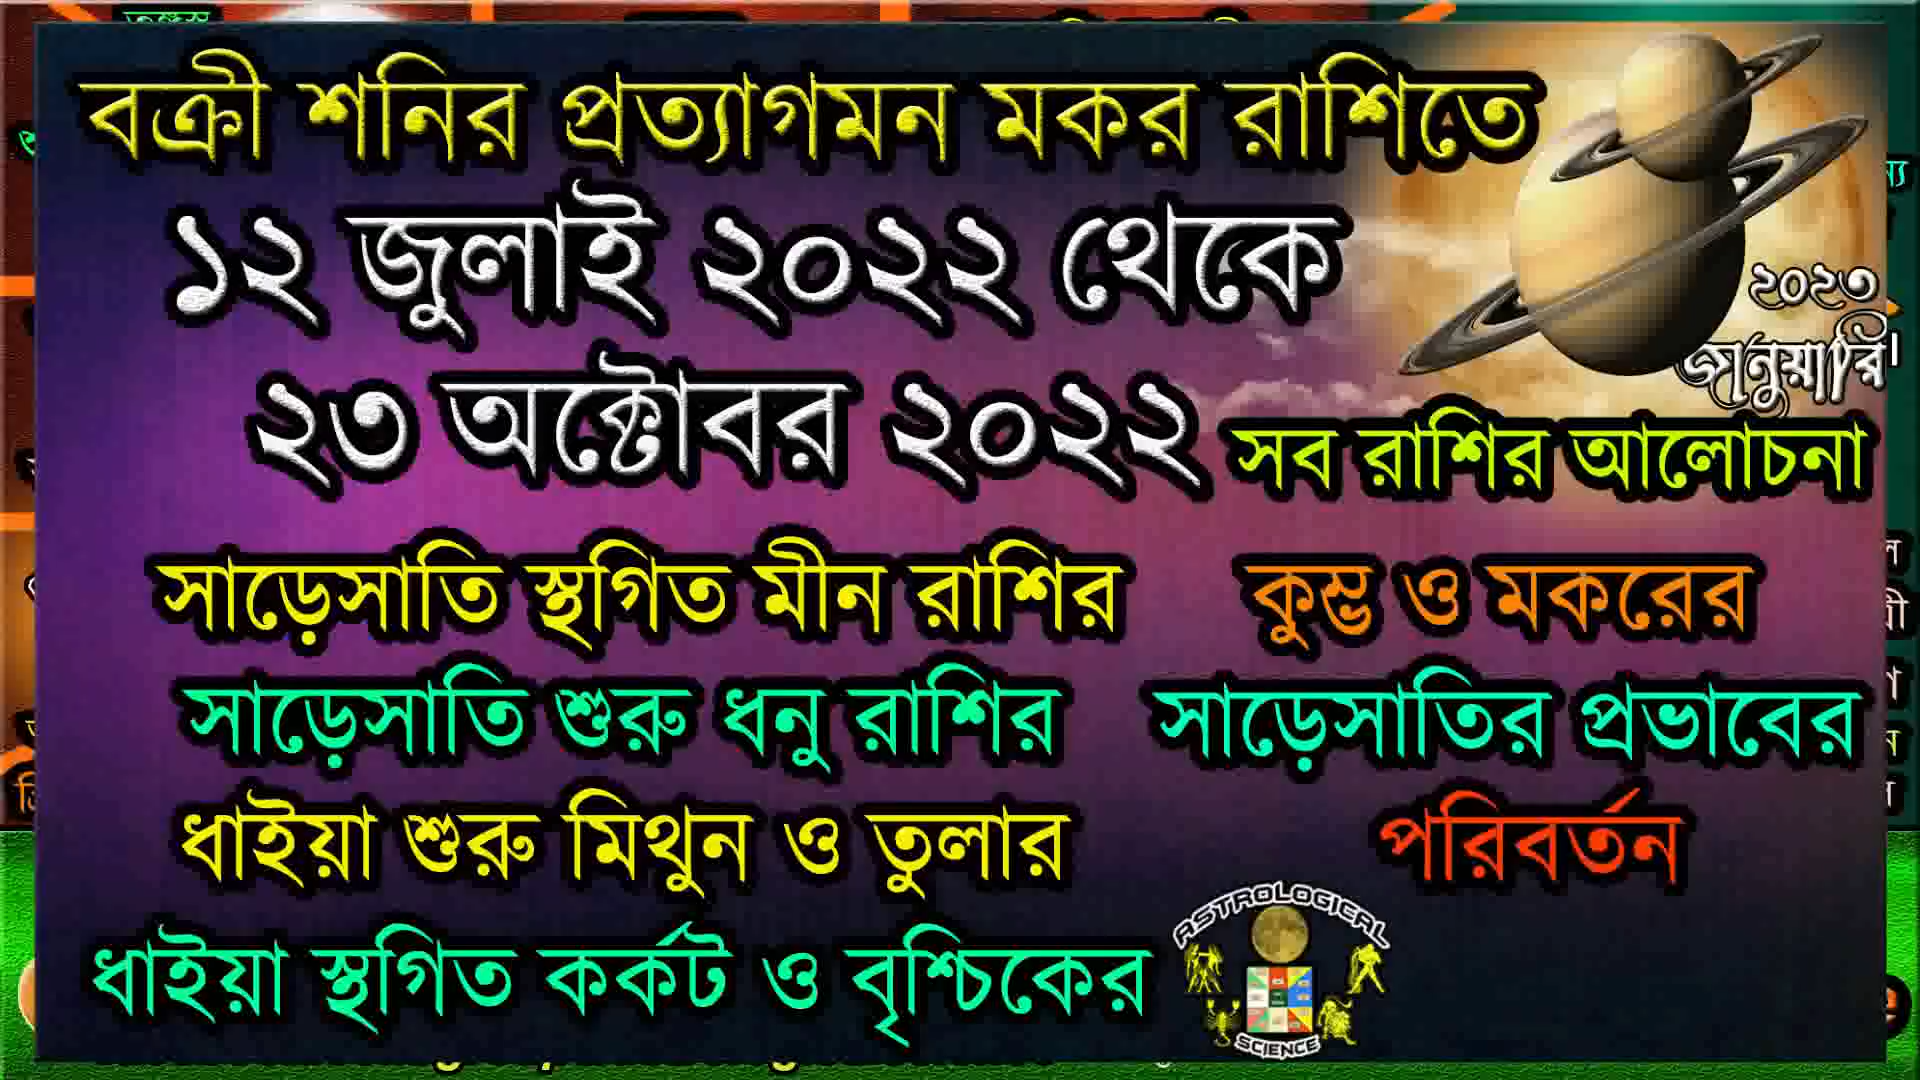 বক্রী শনির প্রত্যাগমন মকর রাশিতে
১২ জুলাই ২০২২ থেকে
২৩ অক্টোবর ২০২২
২০২৩
জানুয়ারি
সব রাশির আলোচনা
সাড়েসাতি স্থগিত মীন রাশির
সাড়েসাতি শুরু ধনু রাশির
ধাইয়া শুরু মিথুন ও তুলার
ধাইয়া স্থগিত কর্কট ও বৃশ্চিকের
কুম্ভ ও মকরের
সাড়েসাতির প্রভাবের
পরিবর্তন
ASTROLOGICAL
SCIENCE